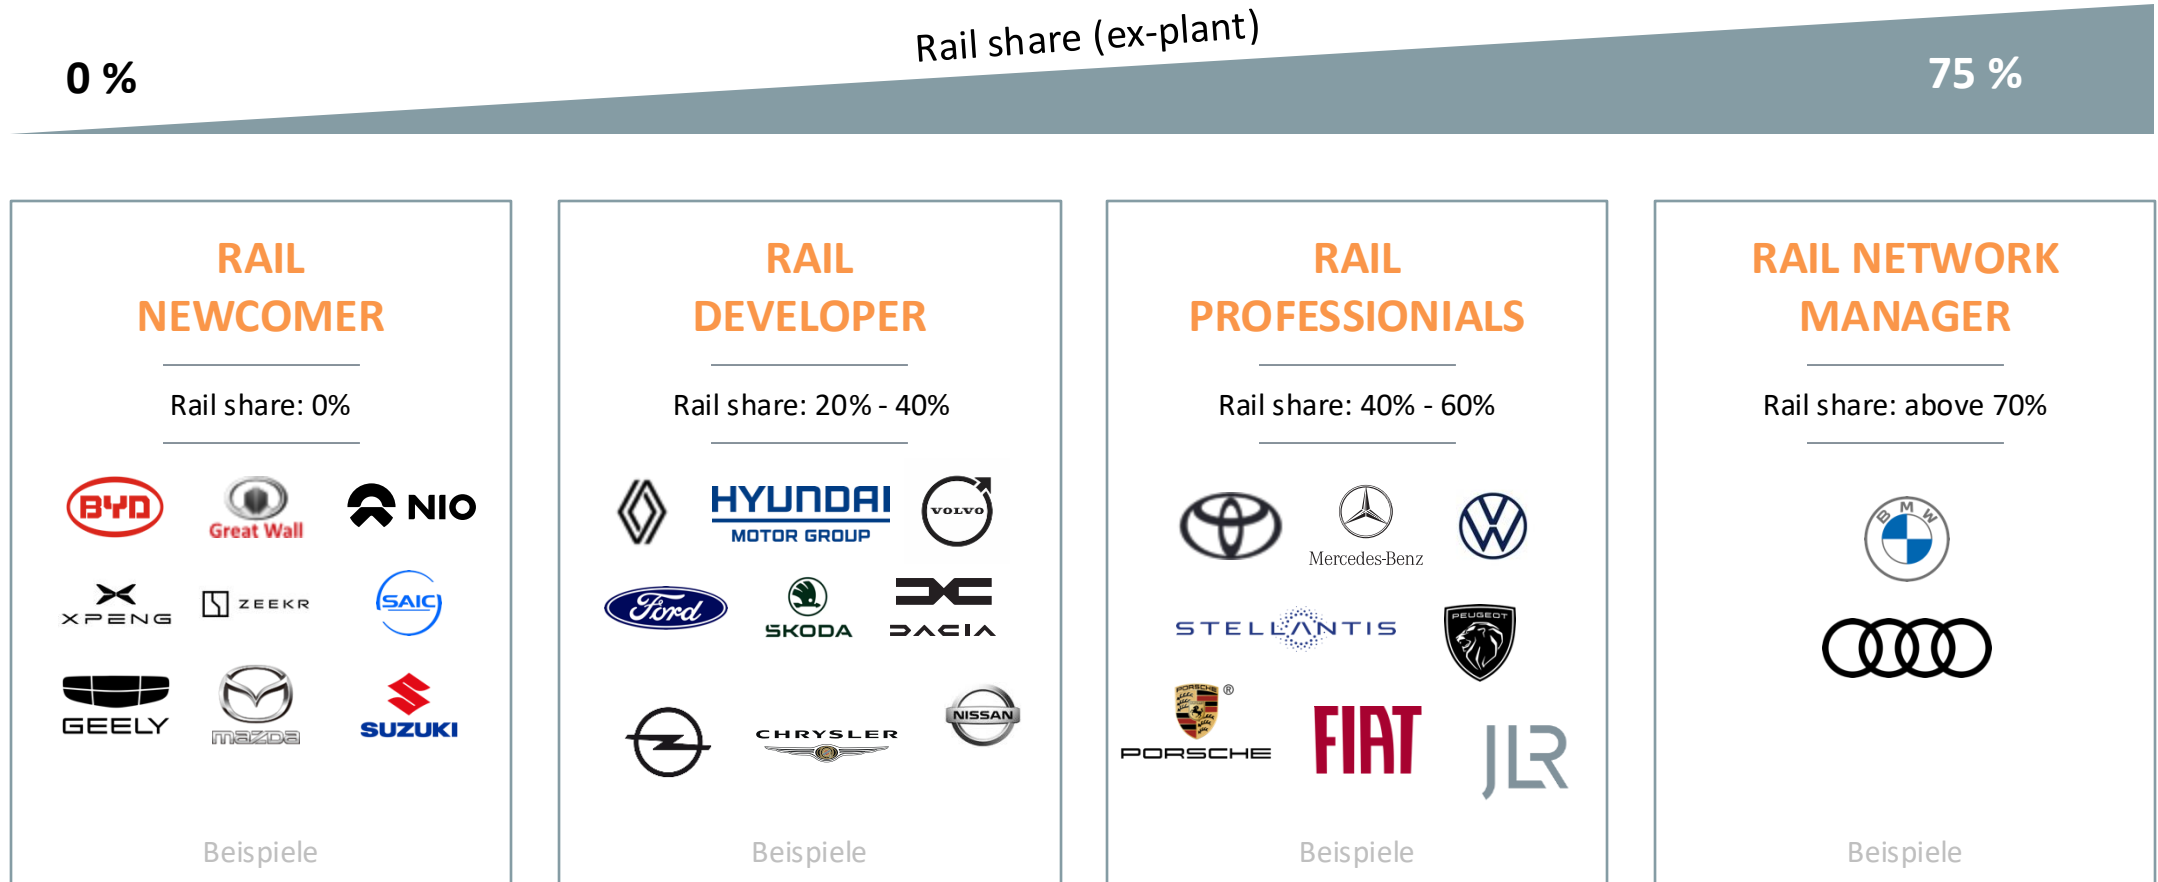 Rail share (ex-plant)
0 %
75 %
RAIL
NEWCOMER
Rail share: 0%
BYD
Great Wall
NIO
XPENG
ZEEKR
SAIC
GEELY
mazda
SUZUKI
Beispiele
RAIL
DEVELOPER
Rail share: 20% - 40%
HYUNDAI
MOTOR GROUP
VOLVO
Ford
ŠKODA
DACIA
CHRYSLER
NISSAN
Beispiele
RAIL
PROFESSIONIALS
Rail share: 40% - 60%
Mercedes-Benz
STELLANTIS
PEUGEOT
PORSCHE
®
PORSCHE
FIAT
JLR
Beispiele
RAIL NETWORK
MANAGER
Rail share: above 70%
BMW
Beispiele